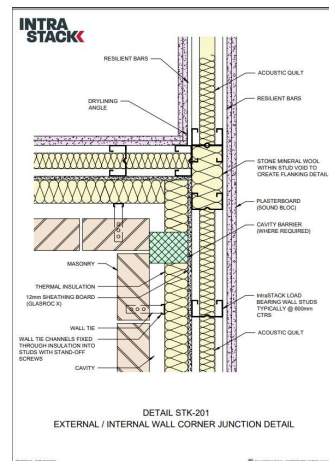 INTRA
STACK
RESILIENT BARS
ACOUSTIC QUILT
RESILIENT BARS
DRYLINING
ANGLE
STONE MINERAL WOOL
WITHIN STUD VOID TO
CREATE FLANKING DETAIL
PLASTERBOARD
(SOUND BLOC)
CAVITY BARRIER
(WHERE REQUIRED)
MASONRY
THERMAL INSULATION
12mm SHEATHING BOARD
(GLASROC X)
WALL TIE
WALL TIE CHANNELS FIXED
THROUGH INSULATION INTO
STUDS WITH STAND-OFF
SCREWS
CAVITY
IntraSTACK LOAD
BEARING WALL STUDS
TYPICALLY @ 600mm
CTRS
ACOUSTIC QUILT
DETAIL STK-201
EXTERNAL / INTERNAL WALL CORNER JUNCTION DETAIL